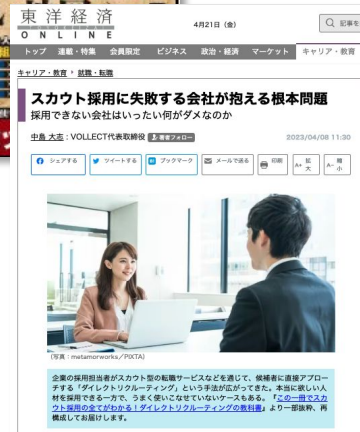 東洋経済
ONLINE
4月21日（金）
記事を
トップ 連載・特集 会員限定 ビジネス 政治・経済 マーケット キャリア・教育
キャリア・教育 > 就職・転職
スカウト採用に失敗する会社が抱える根本問題
採用できない会社はいったい何がダメなのか
中島 大志 : VOLLECT代表取締役 著者フォロー
2023/04/08 11:30
シェアする ツイートする ブックマーク メールで送る 印刷 A+ 拡大 A- 縮小
（写真：metamorworks／PIXTA）
企業の採用担当者がスカウト型の転職サービスなどを通じて、候補者に直接アプロー
チする「ダイレクトリクルーティング」という手法が広がってきた。本当に欲しい人
材を採用できる一方で、うまく使いこなせていないケースもある。『この一冊でスカ
ウト採用の全てがわかる！ダイレクトリクルーティングの教科書』より一部抜粋、再
構成してお届けします。